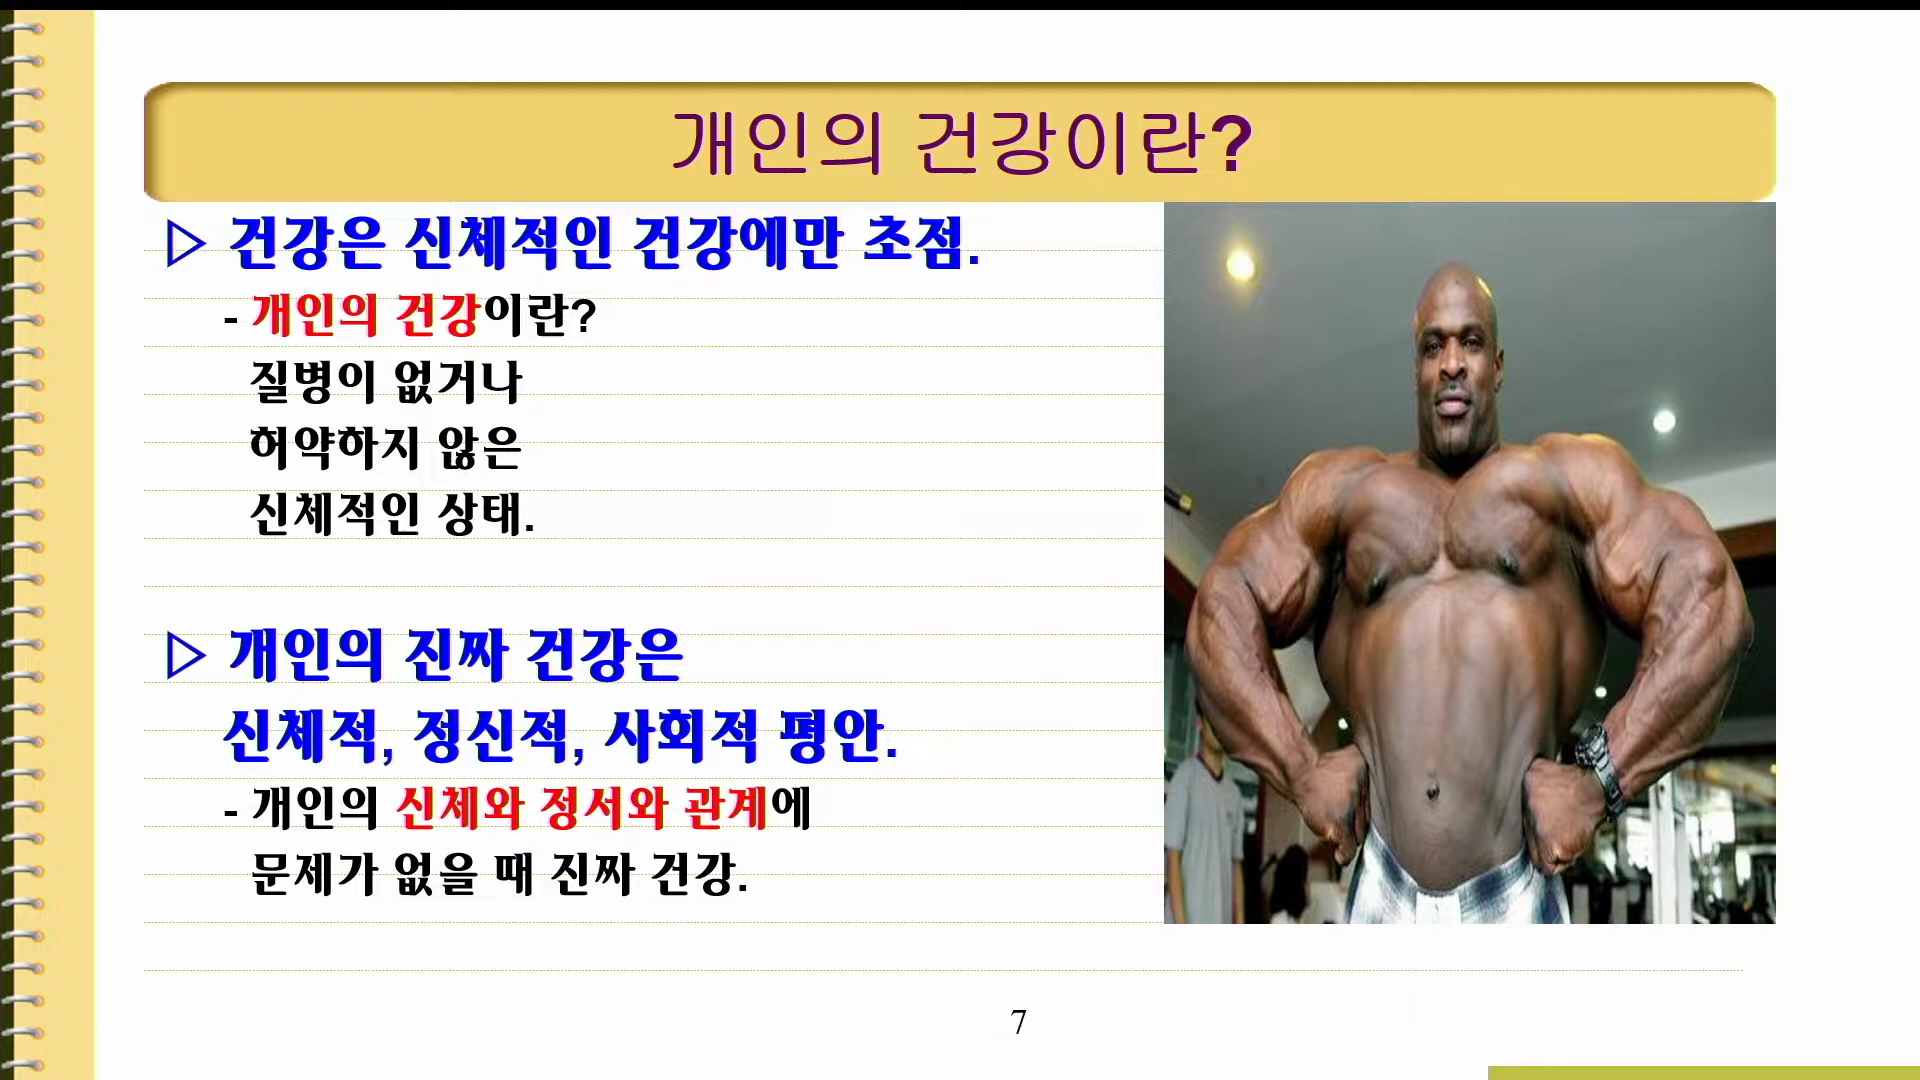 개인의 건강이란?
▷ 건강은 신체적인 건강에만 초점.
- 개인의 건강이란?
질병이 없거나
허약하지 않은
신체적인 상태.
▷ 개인의 진짜 건강은
신체적, 정신적, 사회적 평안.
- 개인의 신체와 정서와 관계에
문제가 없을 때 진짜 건강.
7